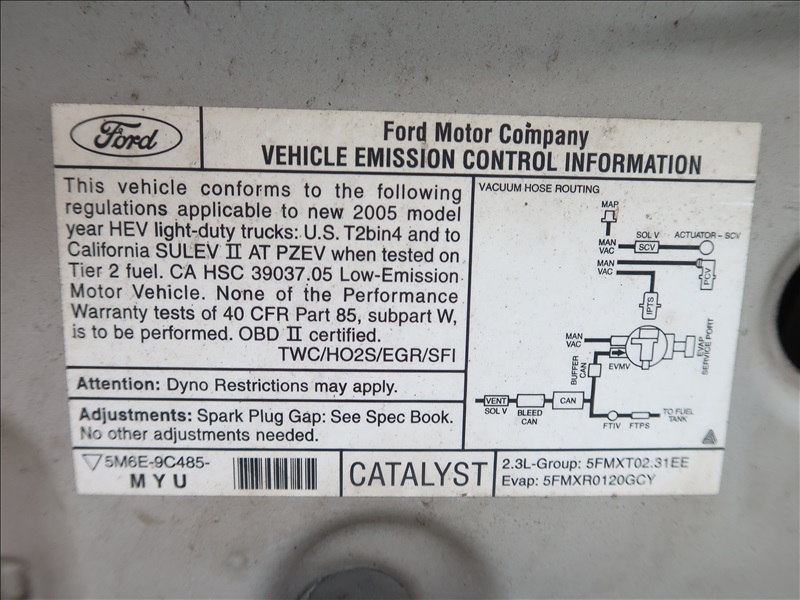 Ford
Ford Motor Company
VEHICLE EMISSION CONTROL INFORMATION
This vehicle conforms to the following
regulations applicable to new 2005 model
year HEV light-duty trucks: U.S. T2bin4 and to
California SULEV II AT PZEV when tested on
Tier 2 fuel. CA HSC 39037.05 Low-Emission
Motor Vehicle. None of the Performance
Warranty tests of 40 CFR Part 85, subpart W,
is to be performed. OBD II certified.
TWC/HO2S/EGR/SFI
Attention: Dyno Restrictions may apply.
Adjustments: Spark Plug Gap: See Spec Book.
No other adjustments needed.
VACUUM HOSE ROUTING
MAP
MAN
VAC
SOL V
SCV
ACTUATOR - SCV
MAN
VAC
PCV
IPTS
MAN
VAC
EVMV
EVAP
SERVICE PORT
BUFFER
CAN
VENT
SOL V
BLEED
CAN
CAN
FTIV
FTPS
TO FUEL
TANK
5M6E-9C485-
MYU
CATALYST
2.3L-Group: 5FMXT02.31EE
Evap: 5FMXR0120GCY